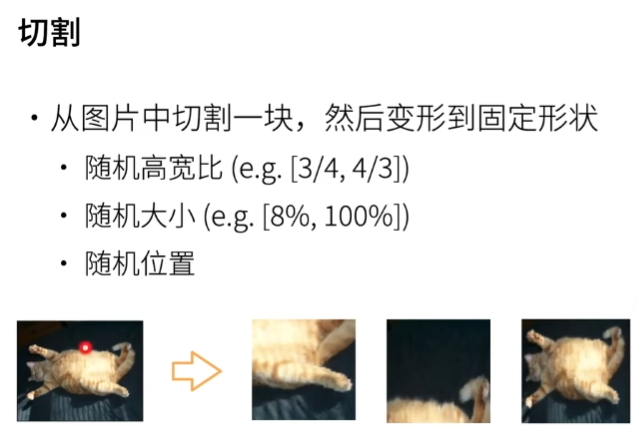 切割
• 从图片中切割一块，然后变形到固定形状
• 随机高宽比 (e.g. [3/4, 4/3])
• 随机大小 (e.g. [8%, 100%])
• 随机位置